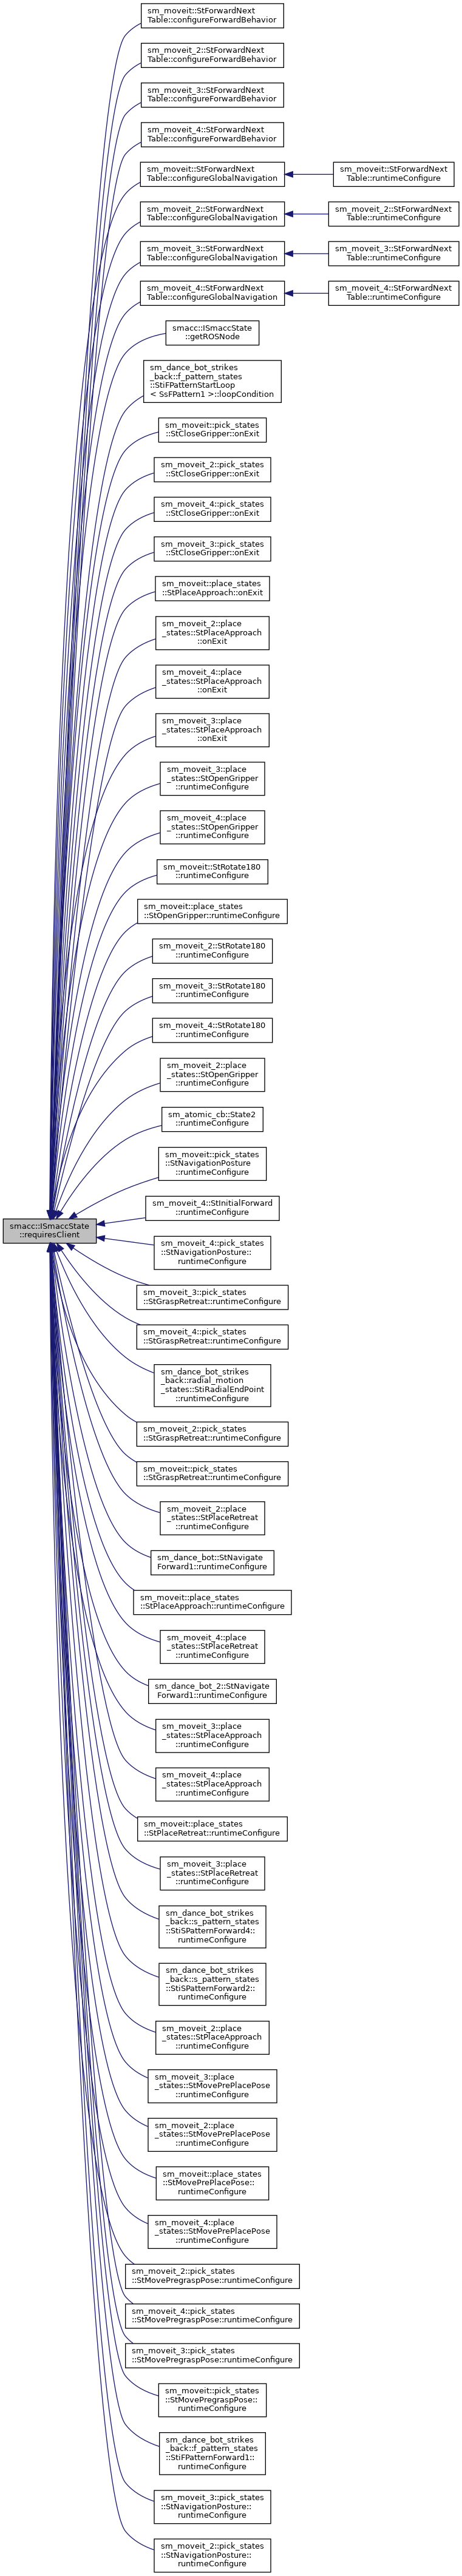 sm_moveit::StForwardNext
Table::configureForwardBehavior
sm_moveit_2::StForwardNext
Table::configureForwardBehavior
sm_moveit_3::StForwardNext
Table::configureForwardBehavior
sm_moveit_4::StForwardNext
Table::configureForwardBehavior
sm_moveit::StForwardNext
Table::configureGlobalNavigation
sm_moveit::StForwardNext
Table::runtimeConfigure
sm_moveit_2::StForwardNext
Table::configureGlobalNavigation
sm_moveit_2::StForwardNext
Table::runtimeConfigure
sm_moveit_3::StForwardNext
Table::configureGlobalNavigation
sm_moveit_3::StForwardNext
Table::runtimeConfigure
sm_moveit_4::StForwardNext
Table::configureGlobalNavigation
sm_moveit_4::StForwardNext
Table::runtimeConfigure
smacc::ISmaccState
::getROSNode
sm_dance_bot_strikes
_back::f_pattern_states
::StiFPatternStartLoop
< SsFPattern1 >::loopCondition
sm_moveit::pick_states
::StCloseGripper::onExit
sm_moveit_2::pick_states
::StCloseGripper::onExit
sm_moveit_4::pick_states
::StCloseGripper::onExit
sm_moveit_3::pick_states
::StCloseGripper::onExit
sm_moveit::place_states
::StPlaceApproach::onExit
sm_moveit_2::place
_states::StPlaceApproach
::onExit
sm_moveit_4::place
_states::StPlaceApproach
::onExit
sm_moveit_3::place
_states::StPlaceApproach
::onExit
sm_moveit_3::place
_states::StOpenGripper
::runtimeConfigure
sm_moveit_4::place
_states::StOpenGripper
::runtimeConfigure
sm_moveit::StRotate180
::runtimeConfigure
sm_moveit::place_states
::StOpenGripper::runtimeConfigure
sm_moveit_2::StRotate180
::runtimeConfigure
sm_moveit_3::StRotate180
::runtimeConfigure
sm_moveit_4::StRotate180
::runtimeConfigure
sm_moveit_2::place
_states::StOpenGripper
::runtimeConfigure
sm_atomic_cb::State2
::runtimeConfigure
sm_moveit::pick_states
::StNavigationPosture
::runtimeConfigure
sm_moveit_4::StInitialForward
::runtimeConfigure
smacc::ISmaccState
::requiresClient
sm_moveit_4::pick_states
::StNavigationPosture::
runtimeConfigure
sm_moveit_3::pick_states
::StGraspRetreat::runtimeConfigure
sm_moveit_4::pick_states
::StGraspRetreat::runtimeConfigure
sm_dance_bot_strikes
_back::radial_motion
_states::StiRadialEndPoint
::runtimeConfigure
sm_moveit_2::pick_states
::StGraspRetreat::runtimeConfigure
sm_moveit::pick_states
::StGraspRetreat::runtimeConfigure
sm_moveit_2::place
_states::StPlaceRetreat
::runtimeConfigure
sm_dance_bot::StNavigate
Forward1::runtimeConfigure
sm_moveit::place_states
::StPlaceApproach::runtimeConfigure
sm_moveit_4::place
_states::StPlaceRetreat
::runtimeConfigure
sm_dance_bot_2::StNavigate
Forward1::runtimeConfigure
sm_moveit_3::place
_states::StPlaceApproach
::runtimeConfigure
sm_moveit_4::place
_states::StPlaceApproach
::runtimeConfigure
sm_moveit::place_states
::StPlaceRetreat::runtimeConfigure
sm_moveit_3::place
_states::StPlaceRetreat
::runtimeConfigure
sm_dance_bot_strikes
_back::s_pattern_states
::StiSPatternForward4::
runtimeConfigure
sm_dance_bot_strikes
_back::s_pattern_states
::StiSPatternForward2::
runtimeConfigure
sm_moveit_2::place
_states::StPlaceApproach
::runtimeConfigure
sm_moveit_3::place
_states::StMovePrePlacePose
::runtimeConfigure
sm_moveit_2::place
_states::StMovePrePlacePose
::runtimeConfigure
sm_moveit::place_states
::StMovePrePlacePose::
runtimeConfigure
sm_moveit_4::place
_states::StMovePrePlacePose
::runtimeConfigure
sm_moveit_2::pick_states
::StMovePregraspPose::runtimeConfigure
sm_moveit_4::pick_states
::StMovePregraspPose::runtimeConfigure
sm_moveit_3::pick_states
::StMovePregraspPose::runtimeConfigure
sm_moveit::pick_states
::StMovePregraspPose::
runtimeConfigure
sm_dance_bot_strikes
_back::f_pattern_states
::StiFPatternForward1::
runtimeConfigure
sm_moveit_3::pick_states
::StNavigationPosture::
runtimeConfigure
sm_moveit_2::pick_states
::StNavigationPosture::
runtimeConfigure